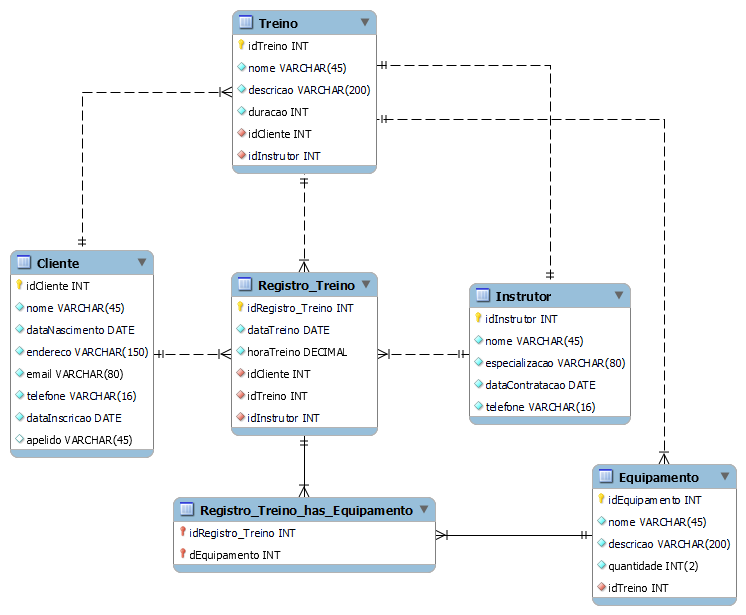 Treino
idTreino INT
nome VARCHAR(45)
descricao VARCHAR(200)
duracao INT
idCliente INT
idInstrutor INT
Cliente
idCliente INT
nome VARCHAR(45)
dataNascimento DATE
endereco VARCHAR(150)
email VARCHAR(80)
telefone VARCHAR(16)
dataInscricao DATE
apelido VARCHAR(45)
Registro_Treino
idRegistro_Treino INT
dataTreino DATE
horaTreino DECIMAL
idCliente INT
idTreino INT
idInstrutor INT
Instrutor
idInstrutor INT
nome VARCHAR(45)
especializacao VARCHAR(80)
dataContratacao DATE
telefone VARCHAR(16)
Registro_Treino_has_Equipamento
idRegistro_Treino INT
dEquipamento INT
Equipamento
idEquipamento INT
nome VARCHAR(45)
descricao VARCHAR(200)
quantidade INT(2)
idTreino INT